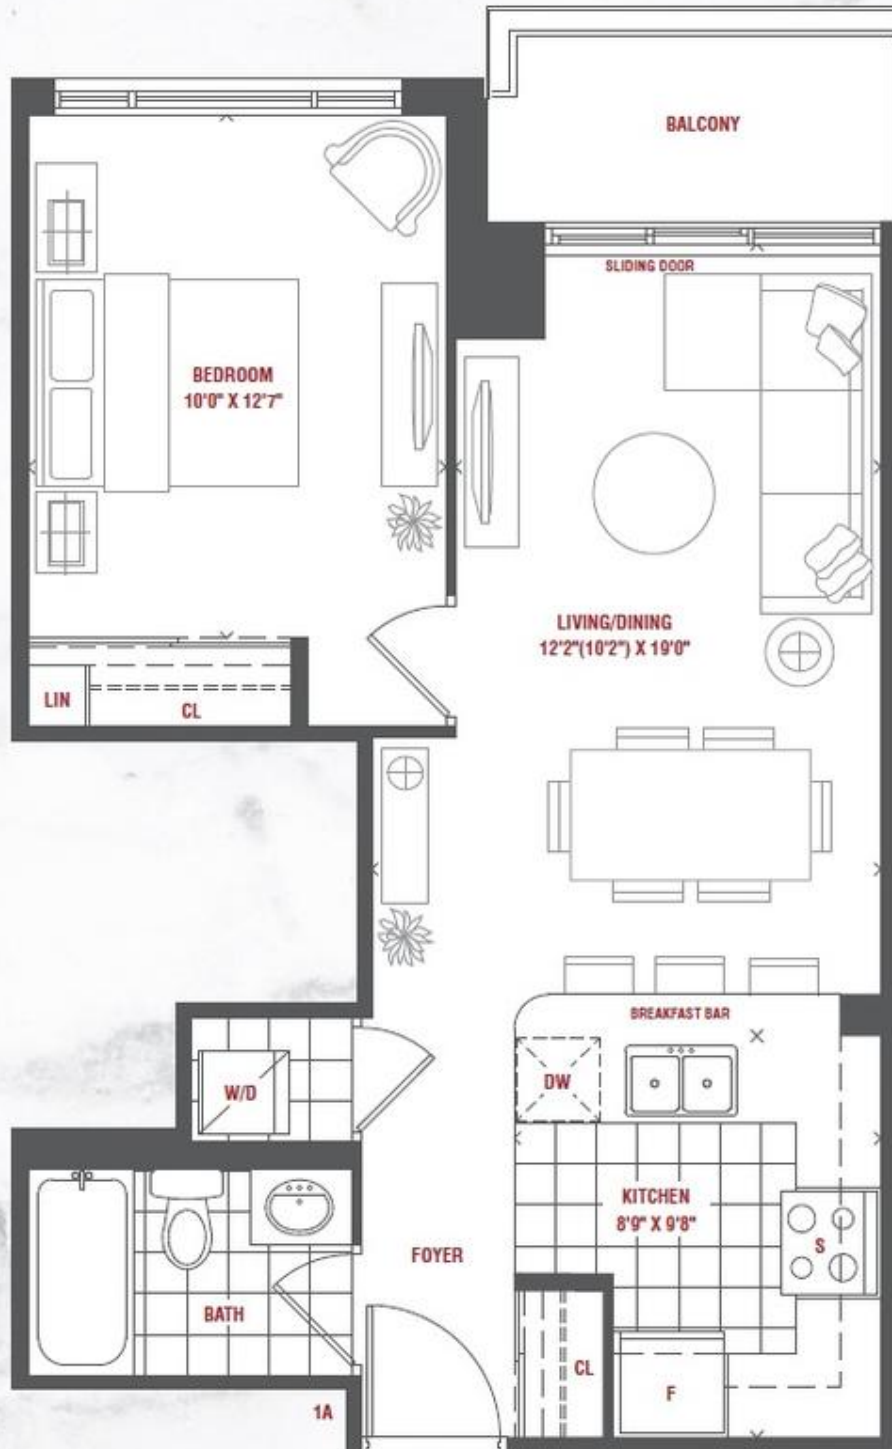 BALCONY
SLIDING DOOR
BEDROOM
10'0" X 12'7"
LIVING/DINING
12'2"(10'2") X 19'0"
LIN
CL
BREAKFAST BAR
DW
W/D
KITCHEN
8'9" X 9'8"
S
FOYER
BATH
CL
F
1A